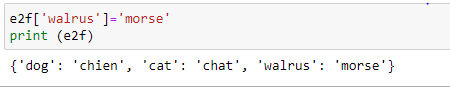 e2f['walrus']='morse'
print (e2f)
{'dog': 'chien', 'cat': 'chat', 'walrus': 'morse'}